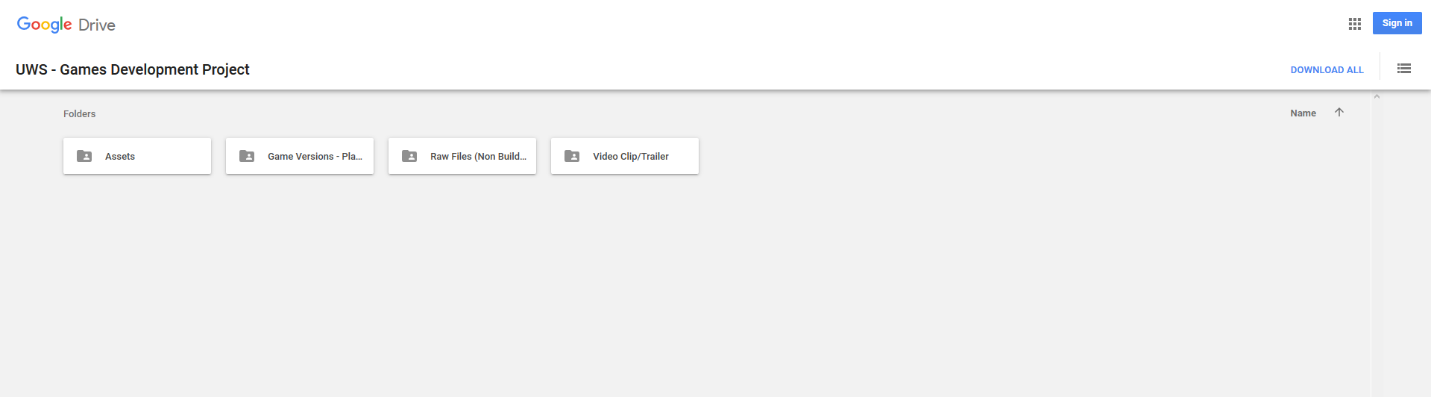 Google Drive
Sign in
UWS - Games Development Project
DOWNLOAD ALL
Folders
Name
Assets
Game Versions - Pla...
Raw Files (Non Build...
Video Clip/Trailer